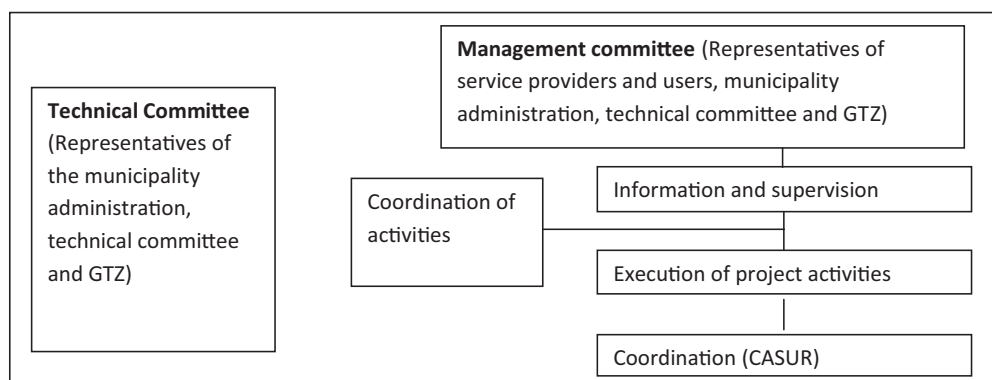 Technical Committee
(Representatives of
the municipality
administration,
technical committee
and GTZ)
Management committee (Representatives of
service providers and users, municipality
administration, technical committee and GTZ)
Information and supervision
Coordination of
activities
Execution of project activities
Coordination (CASUR)